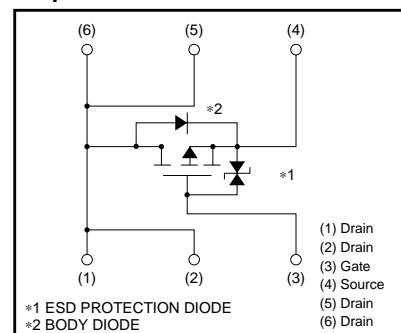 (6) (5) (4)
∗2
∗1
(1) (2) (3)
(1) Drain
(2) Drain
(3) Gate
(4) Source
(5) Drain
(6) Drain
∗1 ESD PROTECTION DIODE
∗2 BODY DIODE